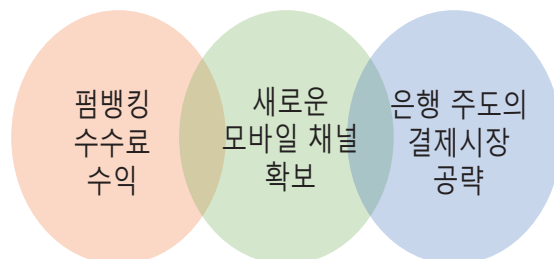 펌뱅킹
수수료
수익
새로운
모바일 채널
확보
은행 주도의
결제시장
공략